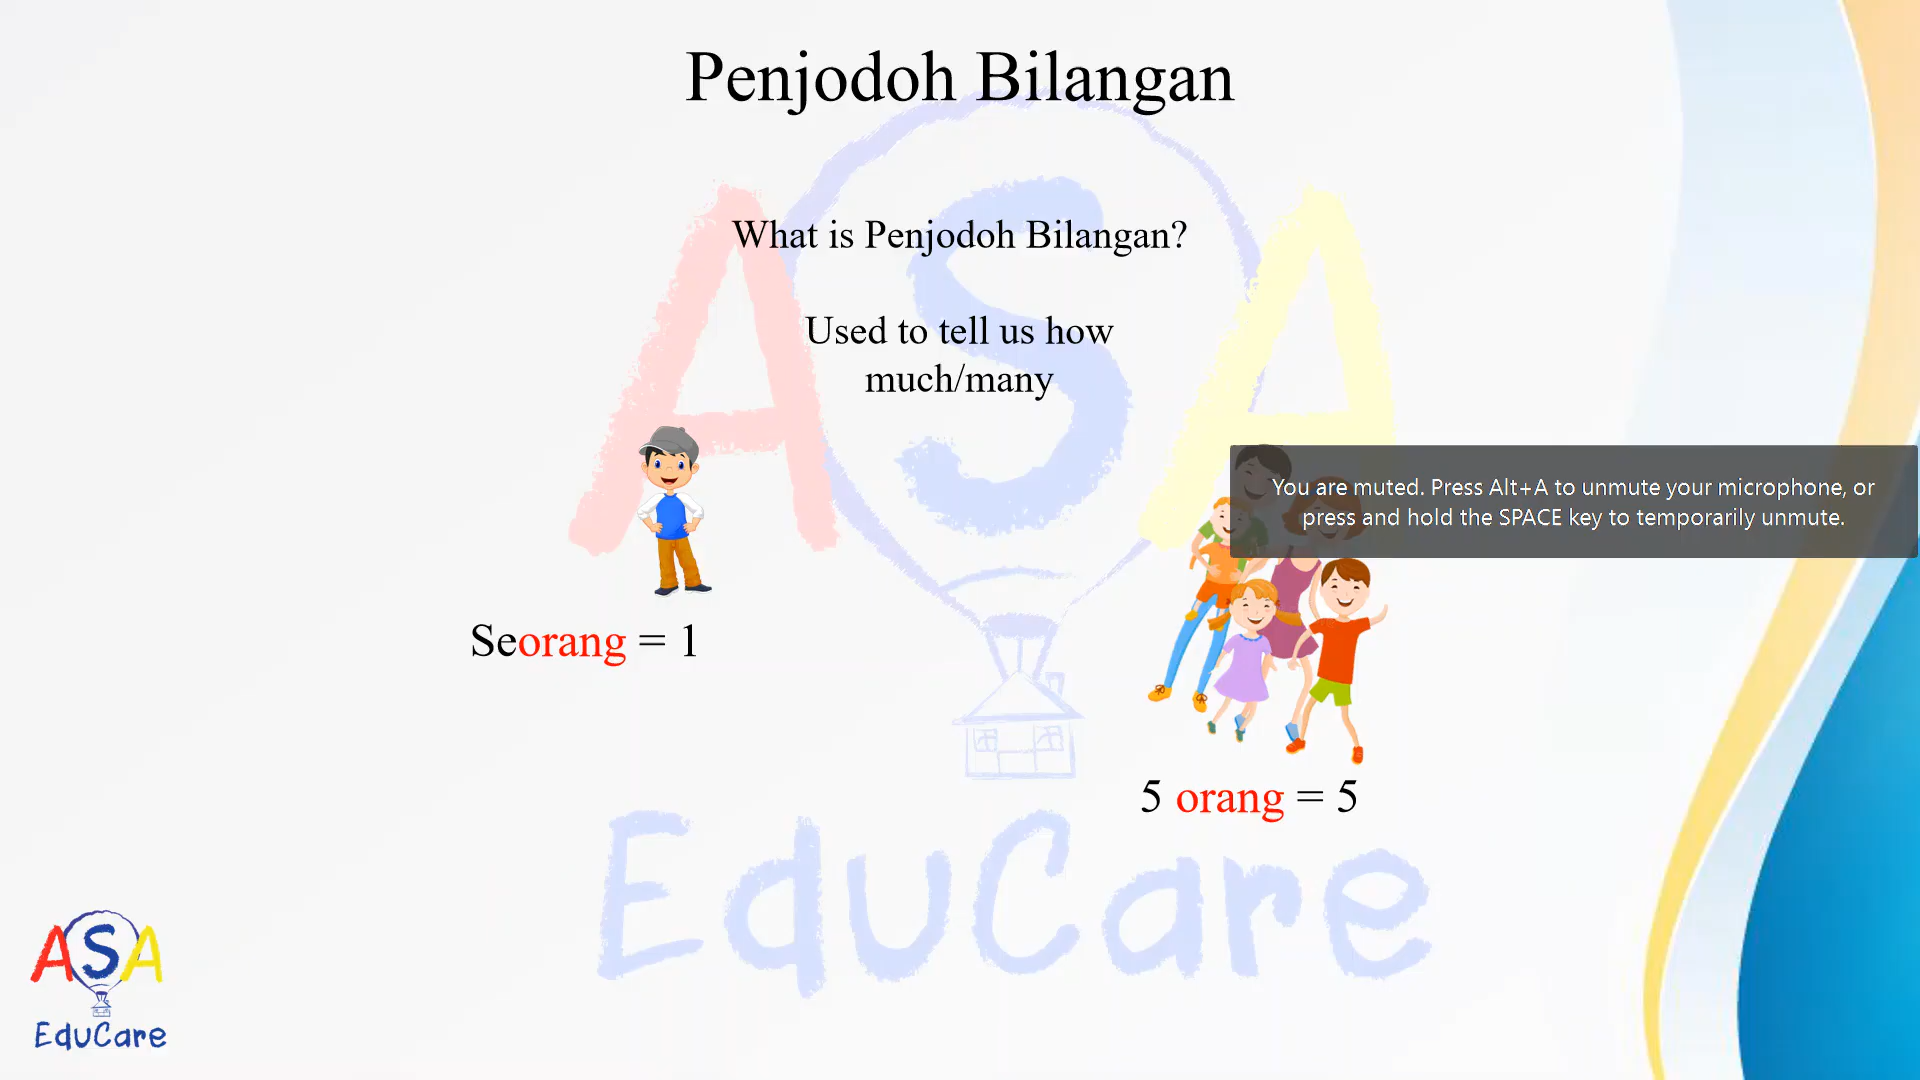 Penjodoh Bilangan
What is Penjodoh Bilangan?
Used to tell us how
much/many
You are muted. Press Alt+A to unmute your microphone, or
press and hold the SPACE key to temporarily unmute.
Seorang = 1
5 orang = 5
ASA
EduCare
ASA
EduCare